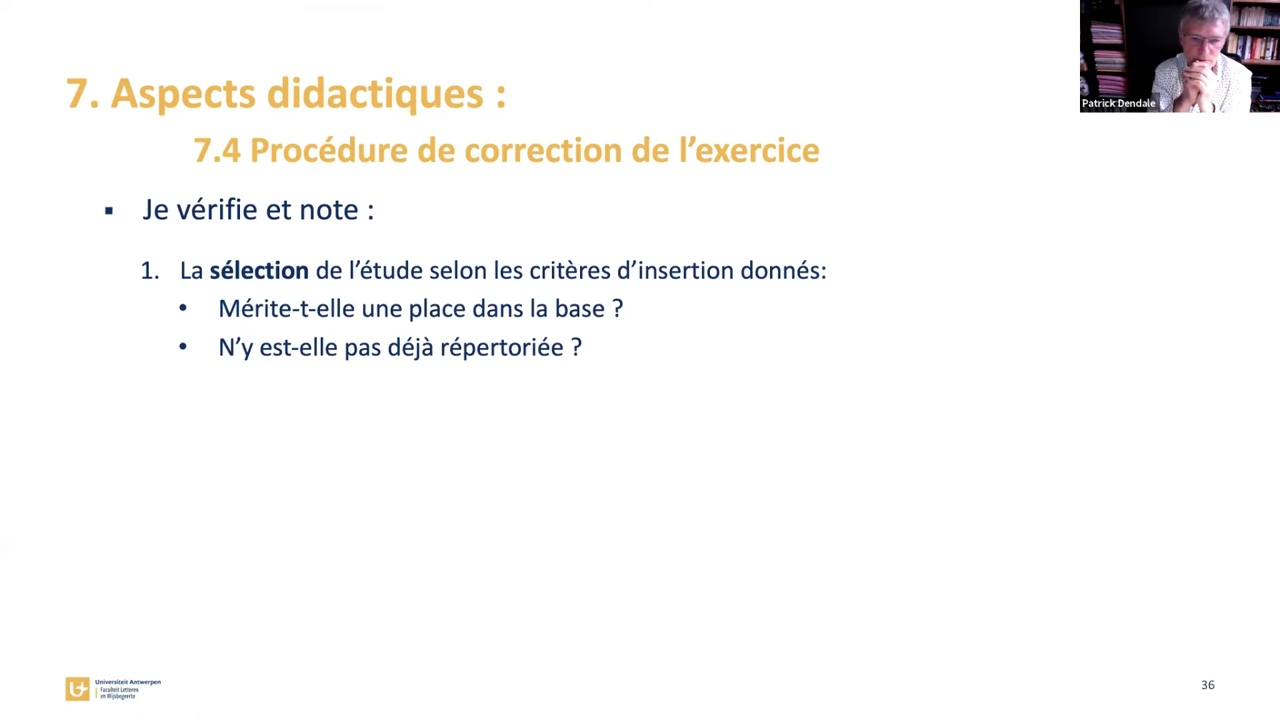 7. Aspects didactiques :
7.4 Procédure de correction de l’exercice
▪ Je vérifie et note :
1. La sélection de l’étude selon les critères d’insertion donnés:
• Mérite-t-elle une place dans la base ?
• N’y est-elle pas déjà répertoriée ?
Patrick Dendale
Universiteit Antwerpen
Faculteit Letteren
en Wijsbegeerte
36